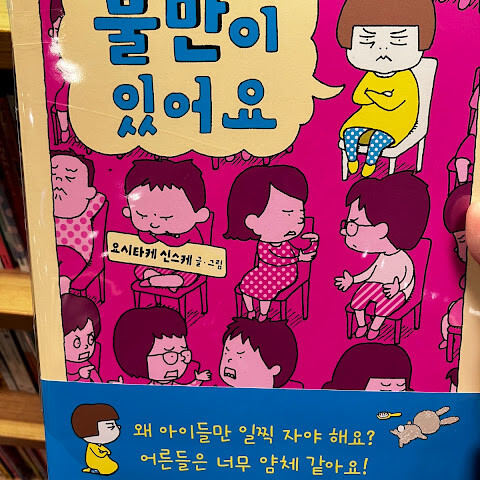 불만이
있어요
요시타케 신스케 글·그림
왜 아이들만 일찍 자야 해요?
어른들은 너무 얌체 같아요!